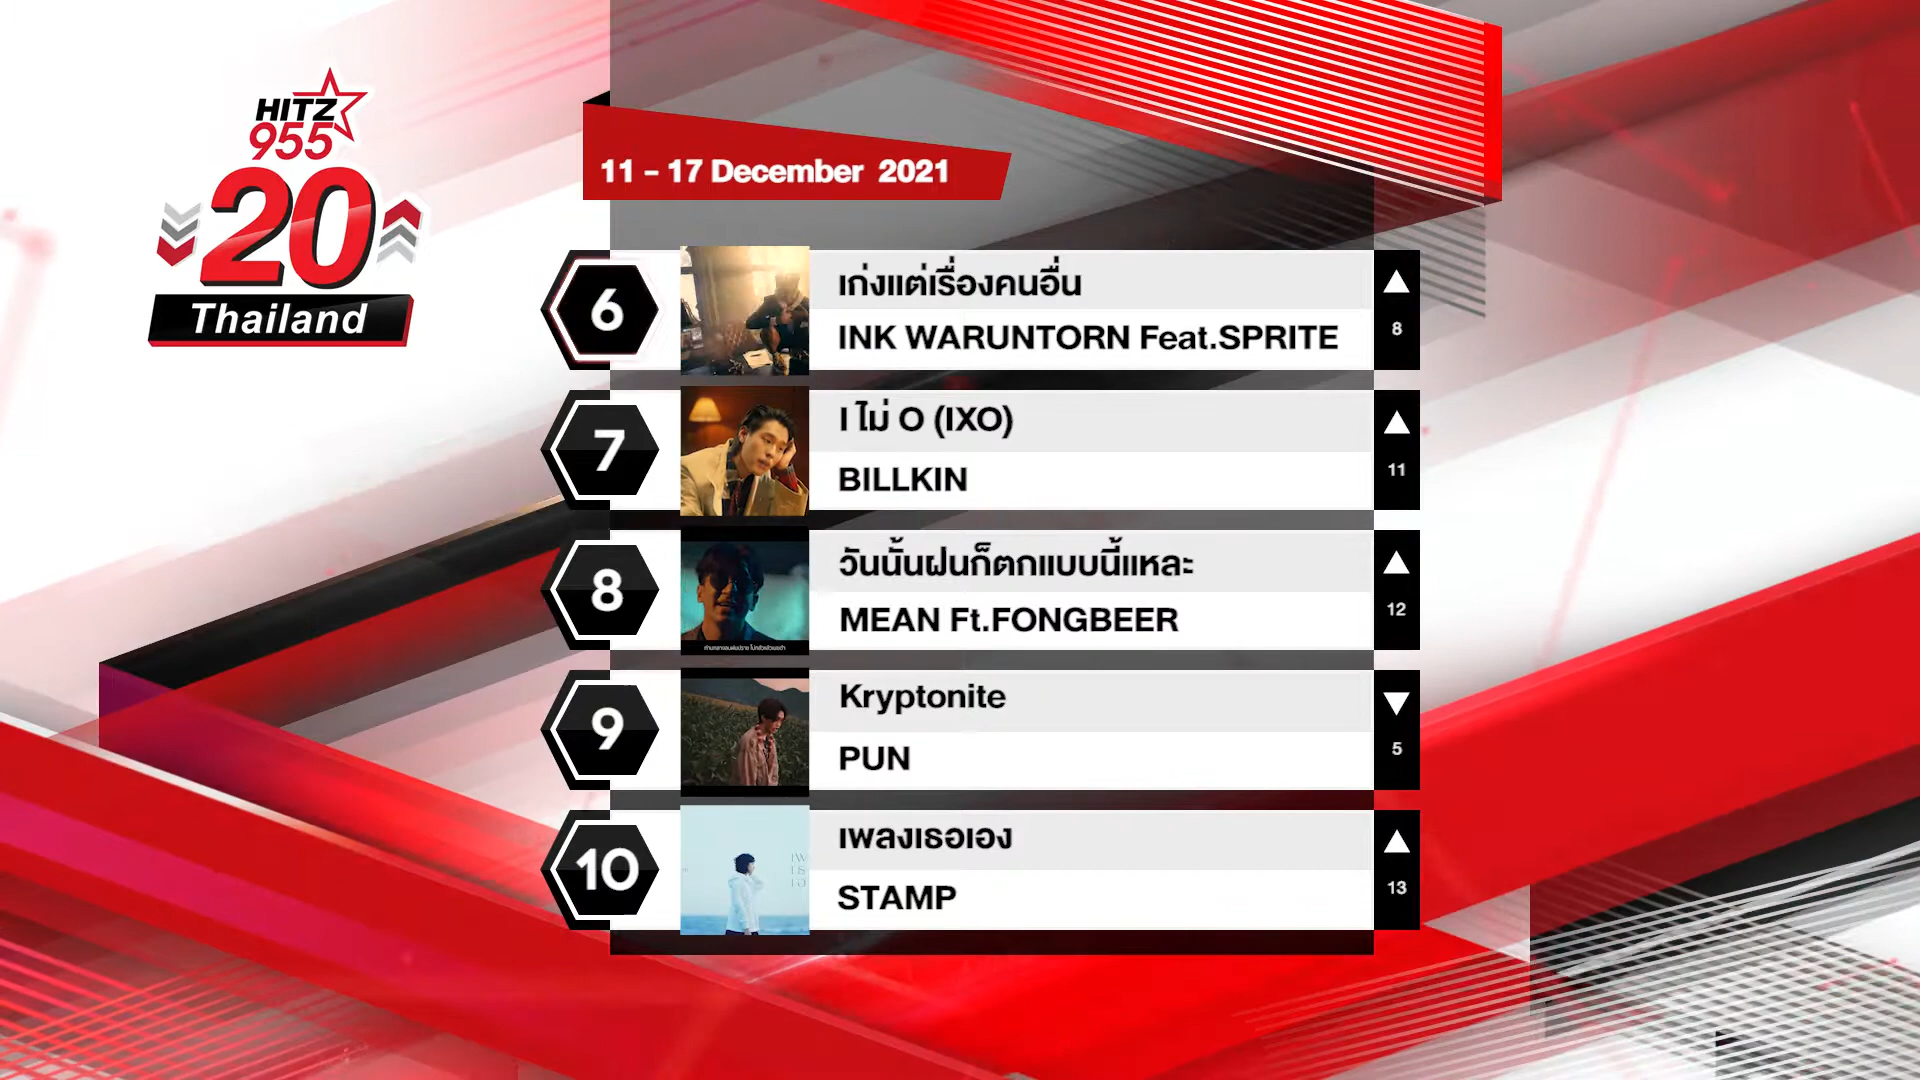 HITZ
955
20
Thailand
11 - 17 December 2021
6
เก่งแต่เรื่องคนอื่น
INK WARUNTORN Feat.SPRITE
8
7
I ไม่ O (IXO)
BILLKIN
11
8
วันนั้นฝนก็ตกแบบนี้แหละ
MEAN Ft.FONGBEER
12
9
Kryptonite
PUN
5
10
เพลงเธอเอง
STAMP
13